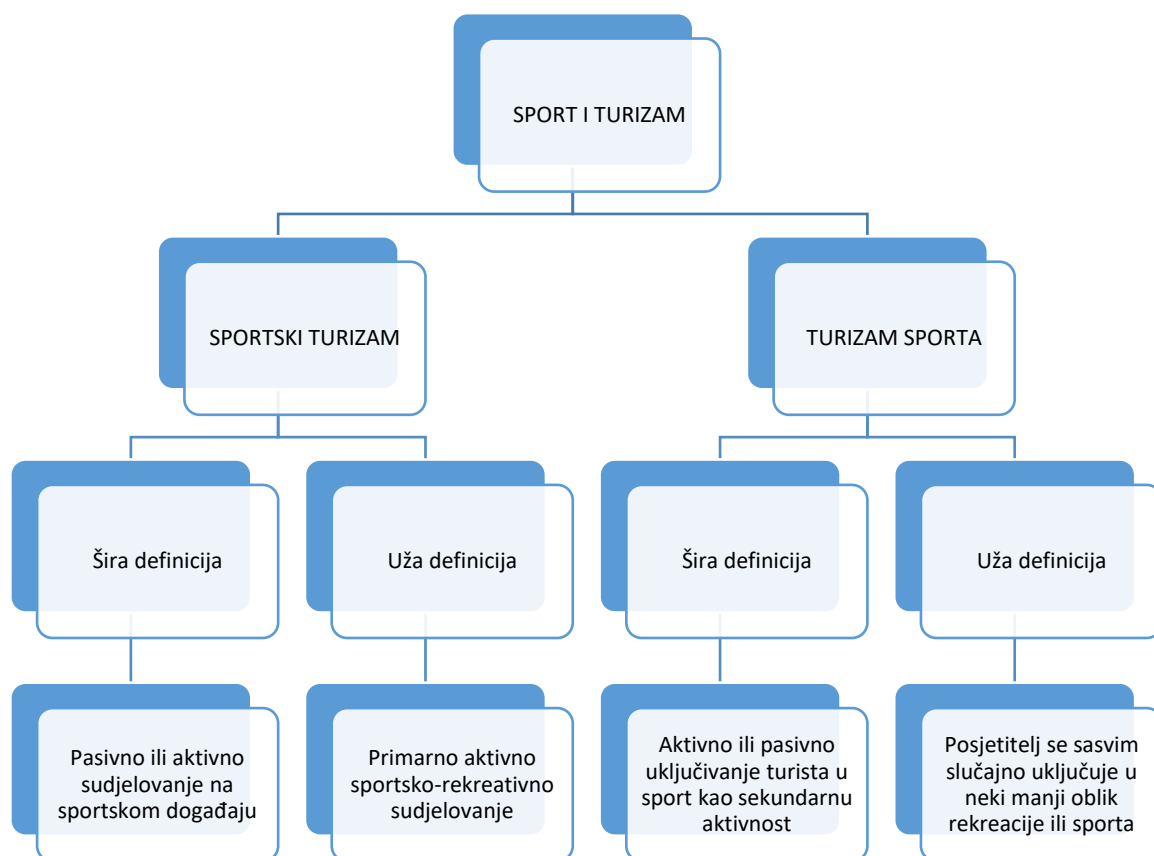 SPORT I TURIZAM
SPORTSKI TURIZAM
TURIZAM SPORTA
Šira definicija
Uža definicija
Šira definicija
Uža definicija
Pasivno ili aktivno
sudjelovanje na
sportskom događaju
Primarno aktivno
sportsko-rekreativno
sudjelovanje
Aktivno ili pasivno
uključivanje turista u
sport kao sekundarnu
aktivnost
Posjetitelj se sasvim
slučajno uključuje u
neki manji oblik
rekreacije ili sporta